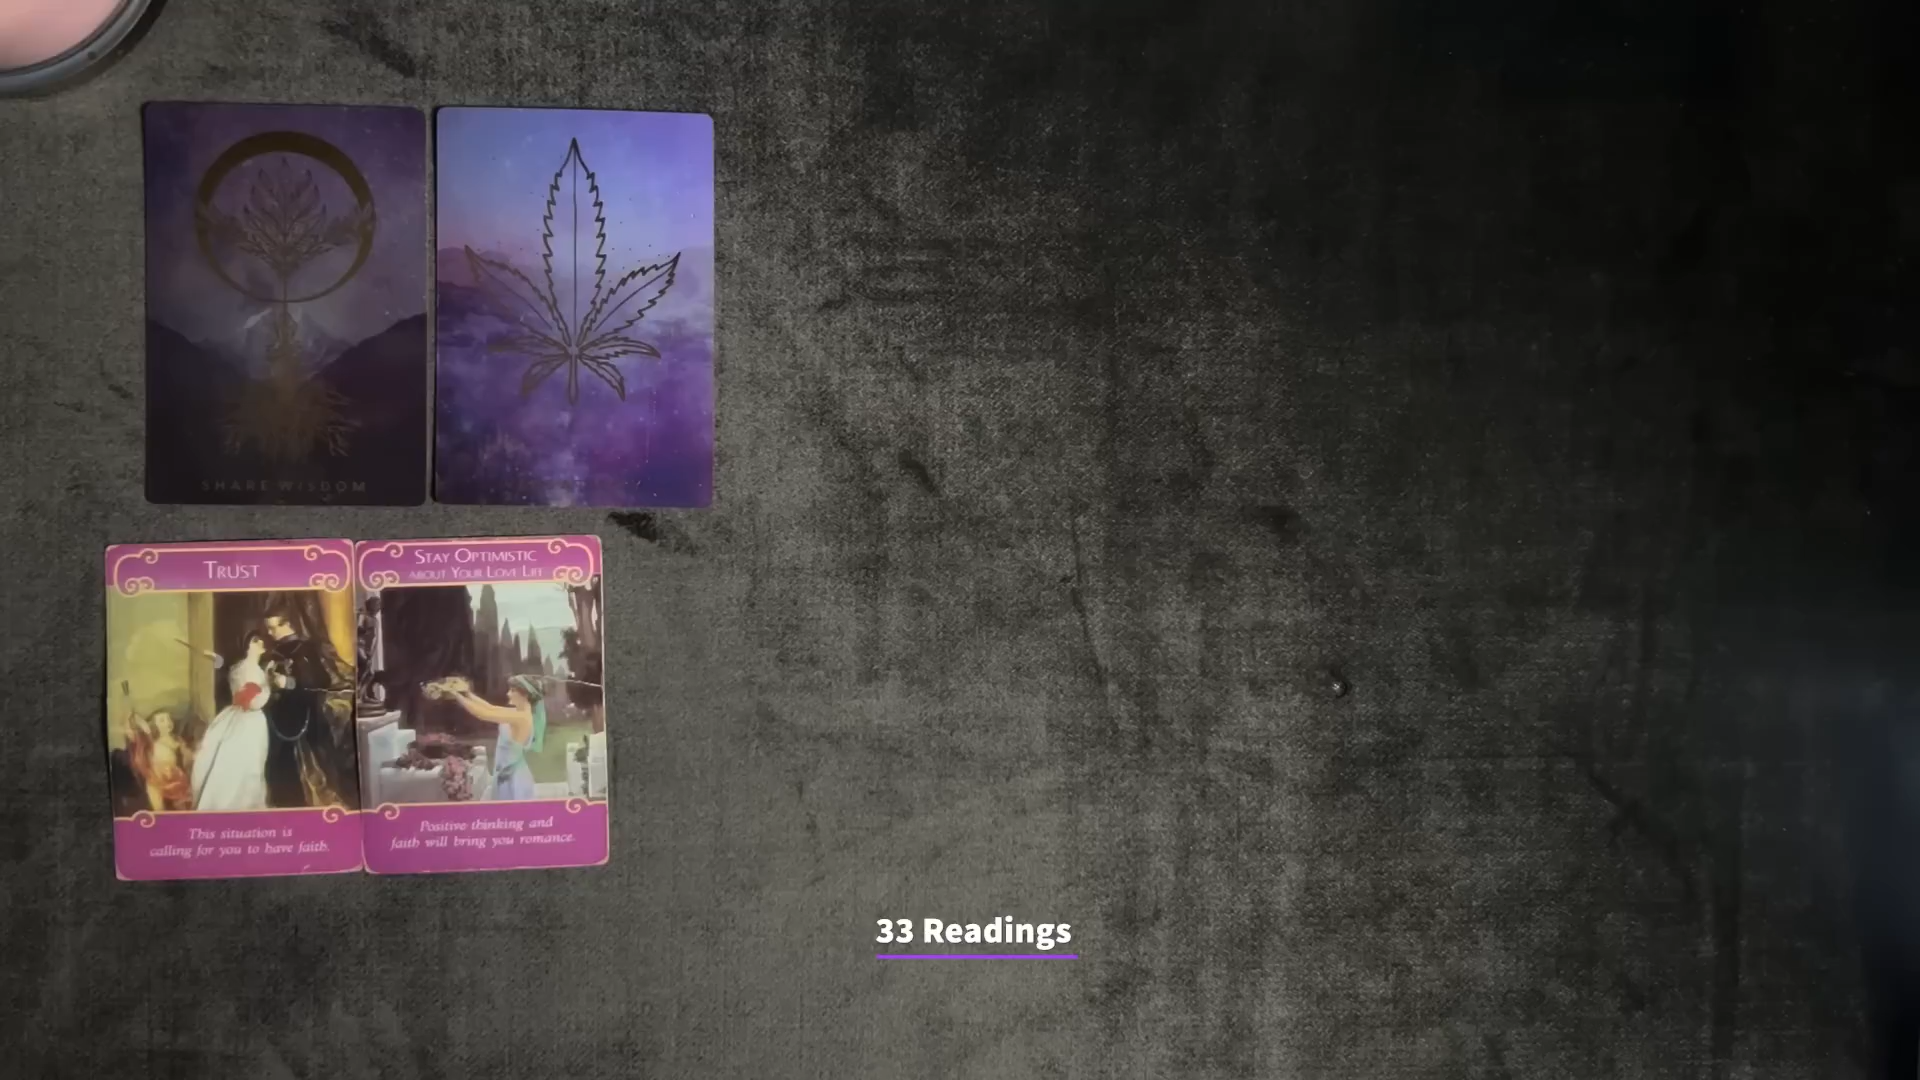 SHARE WISDOM
TRUST
STAY OPTIMISTIC
ABOUT YOUR LOVE LIFE
This situation is
calling for you to have faith.
Positive thinking and
faith will bring you romance.
33 Readings